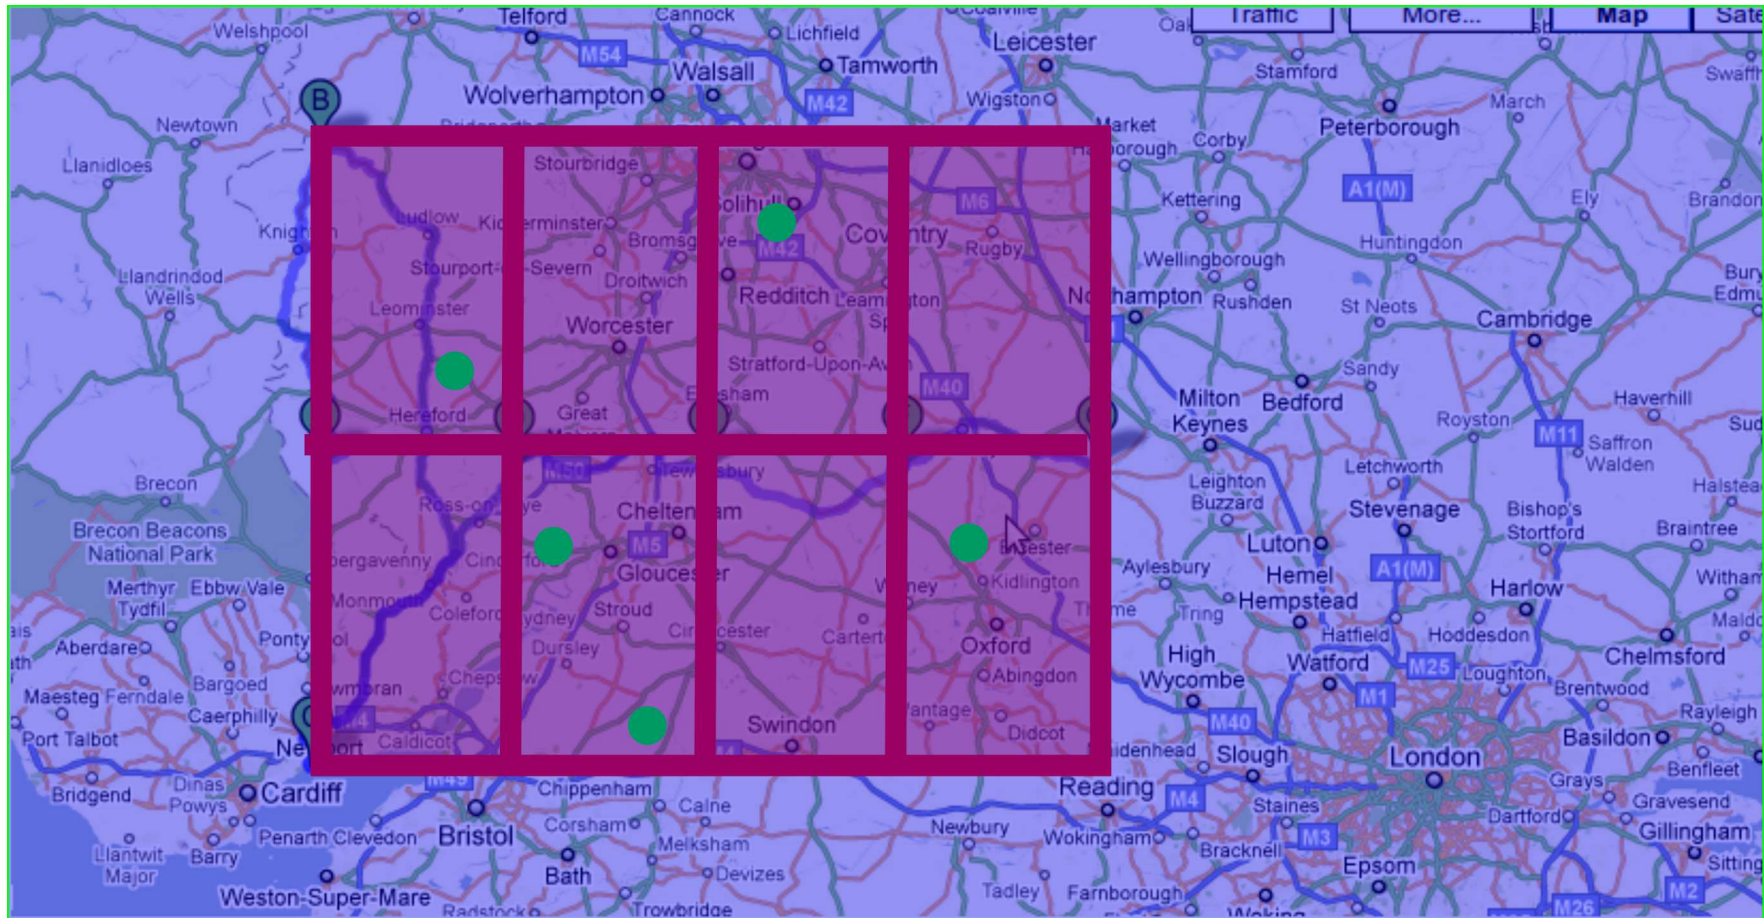 Welshpool
Telford
Cannock
Lichfield
Leicester
Traffic
More...
Map
M54
Walsall
Tamworth
Stamford
Wolverhampton
M42
Wigston
March
Peterborough
B
Newtown
Market
Corby
Llanidloes
Stourbridge
A1(M)
Ely
Kettering
M6
Solihull
Ludlow
Coventry
Rugby
Huntingdon
Stourport-on-Severn
Droitwich
M42
Wellingborough
Llandrindod
Wells
Redditch
Rushden
St Neots
Leominster
Worcester
Cambridge
Stratford-Upon-Avon
Sandy
M40
Milton
Keynes
Bedford
Haverhill
Hereford
Great
Royston
M11
Saffron
Walden
M50
Letchworth
Brecon
Leighton
Buzzard
Stevenage
Bishop's
Stortford
Cheltenham
Brecon Beacons
National Park
M5
Luton
Braintree
Gloucester
Kidlington
Aylesbury
A1(M)
Merthyr
Tydfil
Ebbw Vale
Monmouth
Coleford
Stroud
Hemel
Hempstead
Tring
Harlow
Hatfield
Hoddesdon
Aberdare
Dursley
Oxford
High
Wycombe
Watford
M25
Chelmsford
Bargoed
Abingdon
Loughton
Maesteg
Ferndale
M1
Brentwood
Caerphilly
M4
Swindon
M40
Rayleigh
Port Talbot
Caldicot
Didcot
Slough
London
Basildon
Benfleet
Bridgend
Dinas
Powys
Cardiff
M49
Chippenham
Calne
Reading
M4
Staines
Grays
Gravesend
Penarth
Clevedon
Bristol
Corsham
Newbury
Wokingham
M3
Dartford
Gillingham
Llantwit
Major
Barry
Melksham
Bracknell
Bath
Devizes
Epsom
Weston-Super-Mare
Tadley
Farnborough
M2
Radstock
Trowbridge
M26